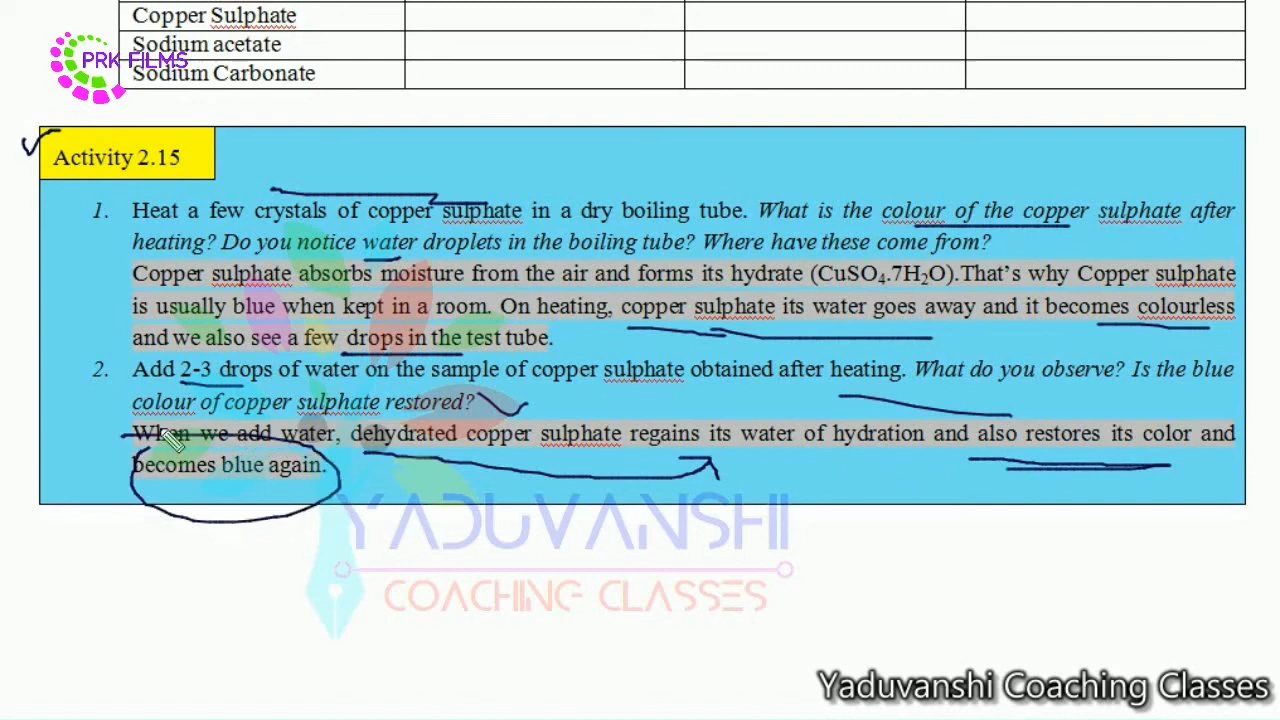 Copper Sulphate
Sodium acetate
Sodium Carbonate
PRK FILMS
Activity 2.15
1. Heat a few crystals of copper sulphate in a dry boiling tube. What is the colour of the copper sulphate after
heating? Do you notice water droplets in the boiling tube? Where have these come from?
Copper sulphate absorbs moisture from the air and forms its hydrate (CuSO₄.7H₂O).That's why Copper sulphate
is usually blue when kept in a room. On heating, copper sulphate its water goes away and it becomes colourless
and we also see a few drops in the test tube.
2. Add 2-3 drops of water on the sample of copper sulphate obtained after heating. What do you observe? Is the blue
colour of copper sulphate restored?
When we add water, dehydrated copper sulphate regains its water of hydration and also restores its color and
becomes blue again.
YADUVANSHI
COACHING CLASSES
Yaduvanshi Coaching Classes